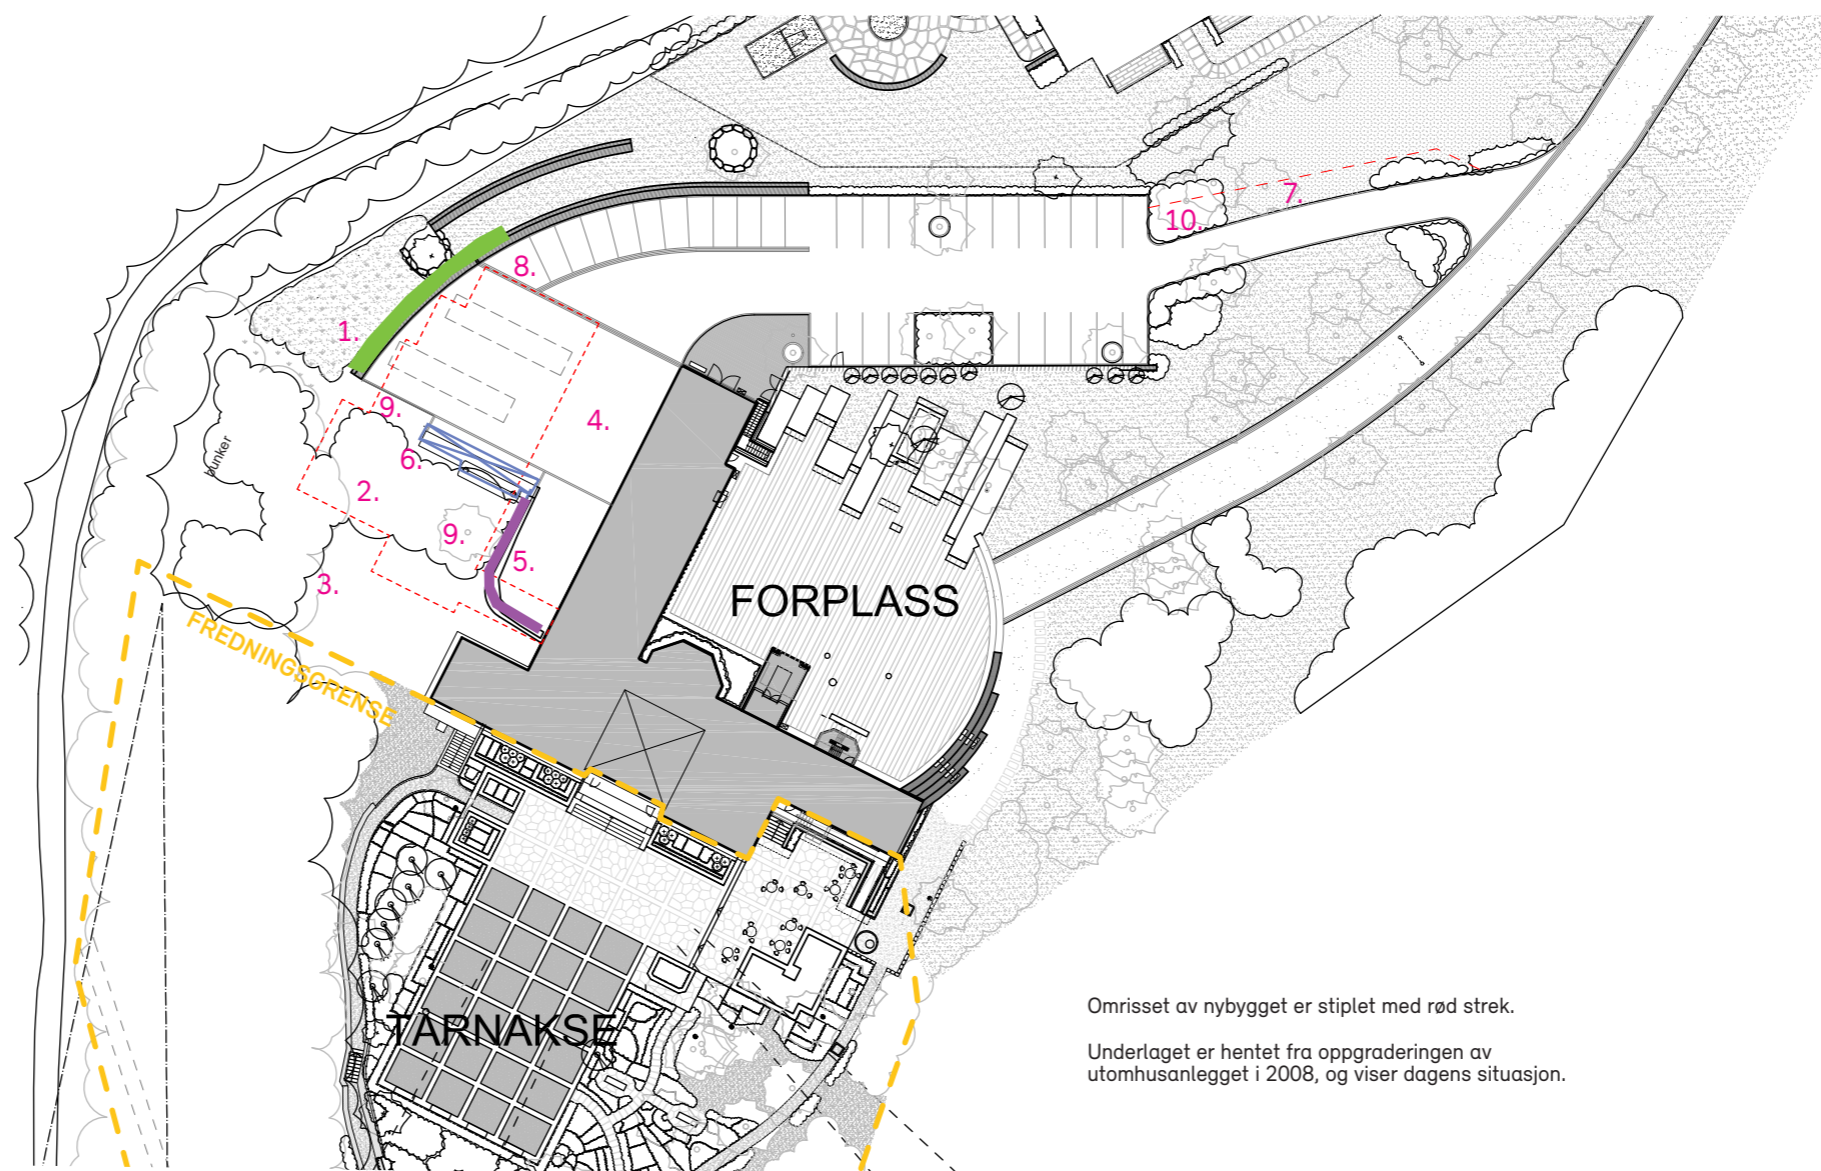 7.
10.
8.
1.
9.
4.
bunker
6.
2.
9.
5.
3.
FORPLASS
FREDNINGSGRENSE
TARNAKSE
Omrisset av nybygget er stiplet med rød strek.
Underlaget er hentet fra oppgraderingen av
utomhusanlegget i 2008, og viser dagens situasjon.